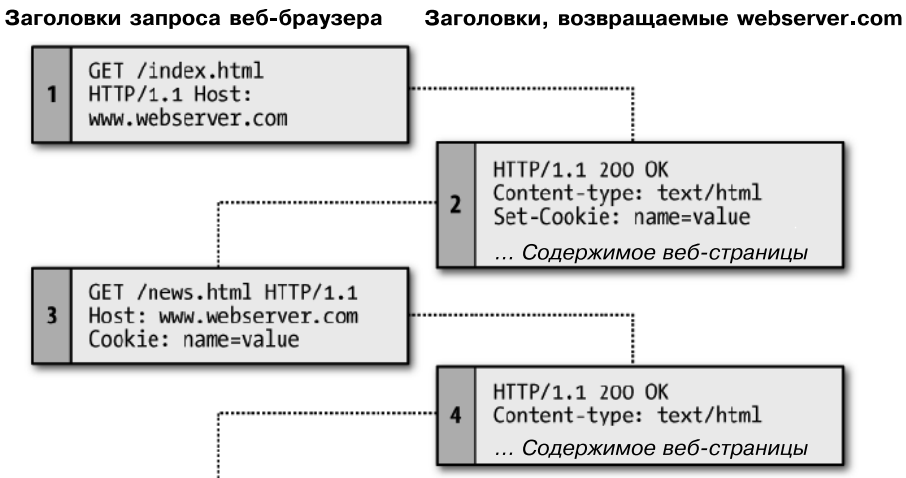 Заголовки запроса веб-браузера
Заголовки, возвращаемые webserver.com
1
GET /index.html
HTTP/1.1 Host:
www.webserver.com
2
HTTP/1.1 200 OK
Content-type: text/html
Set-Cookie: name=value
... Содержимое веб-страницы
3
GET /news.html HTTP/1.1
Host: www.webserver.com
Cookie: name=value
4
HTTP/1.1 200 OK
Content-type: text/html
... Содержимое веб-страницы